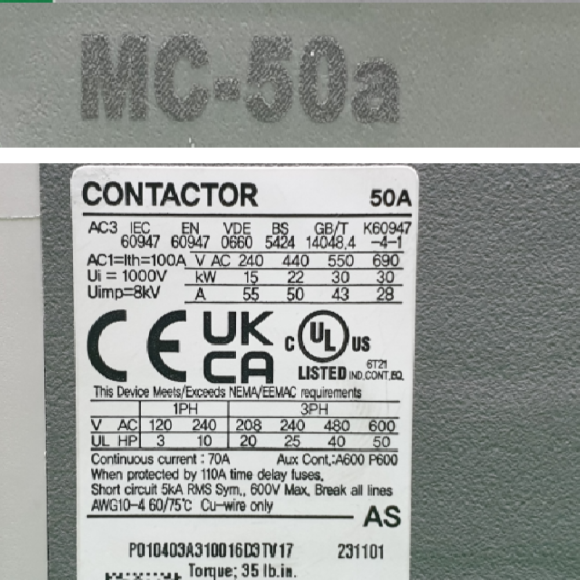 MC-50a
CONTACTOR 50A
AC3 IEC EN VDE BS GB/T K60947
60947 60947 0660 5424 14048.4 -4-1
AC1=Ith=100A V AC 240 440 550 690
Ui = 1000V kW 15 22 30 30
Uimp=8kV A 55 50 43 28
CE UK CA C UL US
LISTED 6T21 IND.CONT.EQ.
This Device Meets/Exceeds NEMA/EEMAC requirements
1PH 3PH
V AC 120 240 208 240 480 600
UL HP 3 10 20 25 40 50
Continuous current : 70A Aux Cont.:A600 P600
When protected by 110A time delay fuses.
Short circuit 5kA RMS Sym., 600V Max. Break all lines
AWG10-4 60/75℃ Cu-wire only
AS
P010403A310016D3TV17 231101
Torque; 35 lb.in.